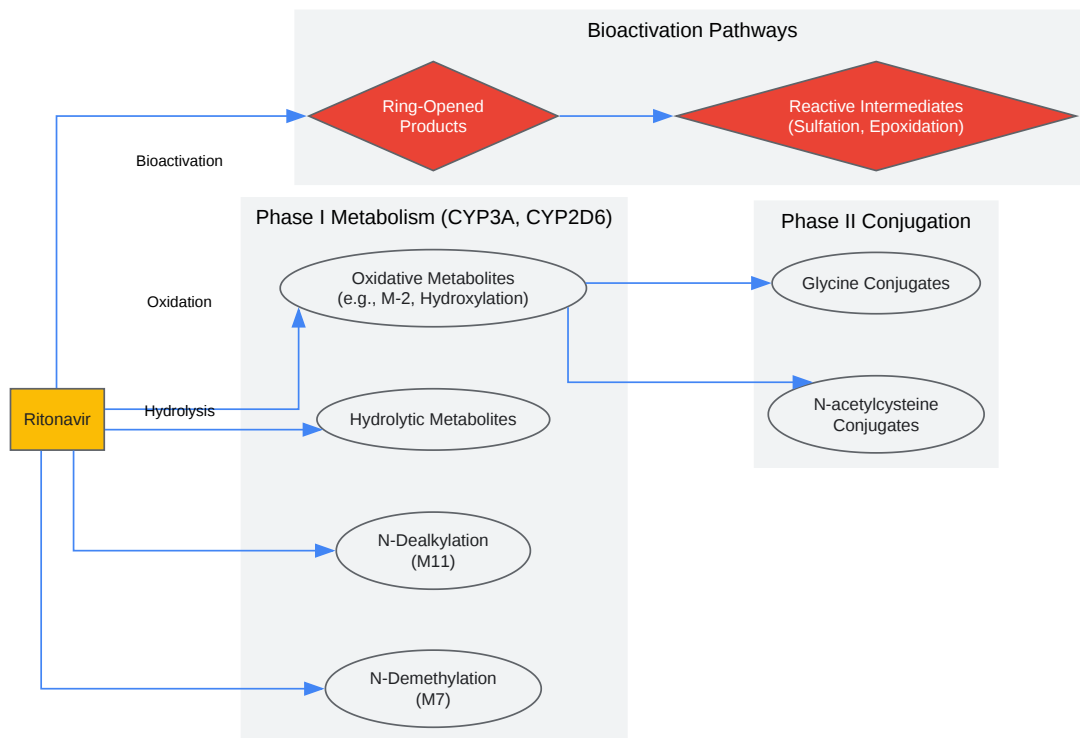 Bioactivation Pathways
Ring-Opened
Products
Reactive Intermediates
(Sulfation, Epoxidation)
Bioactivation
Phase I Metabolism (CYP3A, CYP2D6)
Phase II Conjugation
Oxidative Metabolites
(e.g., M-2, Hydroxylation)
Glycine Conjugates
Oxidation
Ritonavir
Hydrolysis
Hydrolytic Metabolites
N-acetylcysteine
Conjugates
N-Dealkylation
(M11)
N-Demethylation
(M7)